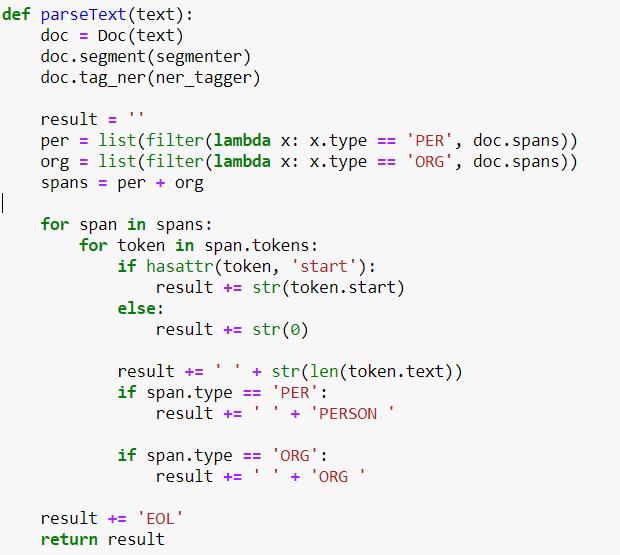 def parseText(text):
    doc = Doc(text)
    doc.segment(segmenter)
    doc.tag_ner(ner_tagger)

    result = ''
    per = list(filter(lambda x: x.type == 'PER', doc.spans))
    org = list(filter(lambda x: x.type == 'ORG', doc.spans))
    spans = per + org

    for span in spans:
        for token in span.tokens:
            if hasattr(token, 'start'):
                result += str(token.start)
            else:
                result += str(0)

            result += ' ' + str(len(token.text))
            if span.type == 'PER':
                result += ' ' + 'PERSON '

            if span.type == 'ORG':
                result += ' ' + 'ORG '

    result += 'EOL'
    return result